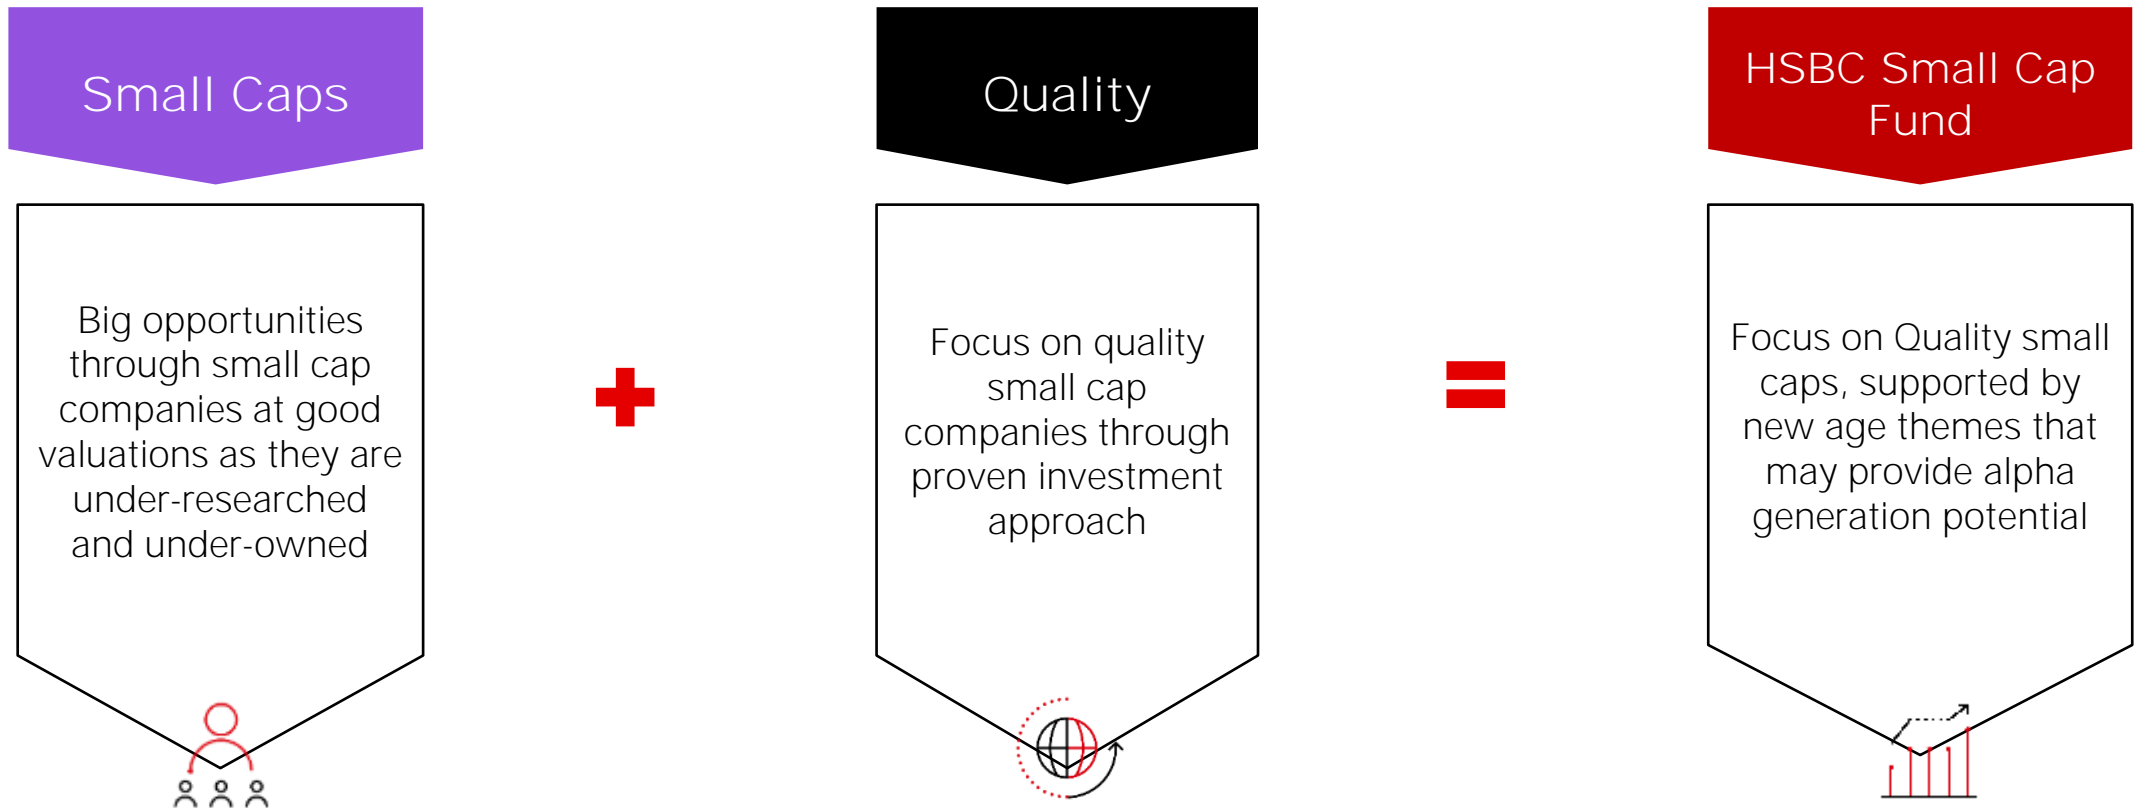 Small Caps
Big opportunities
through small cap
companies at good
valuations as they are
under-researched
and under-owned
Quality
Focus on quality
small cap
companies through
proven investment
approach
HSBC Small Cap
Fund
Focus on Quality small
caps, supported by
new age themes that
may provide alpha
generation potential